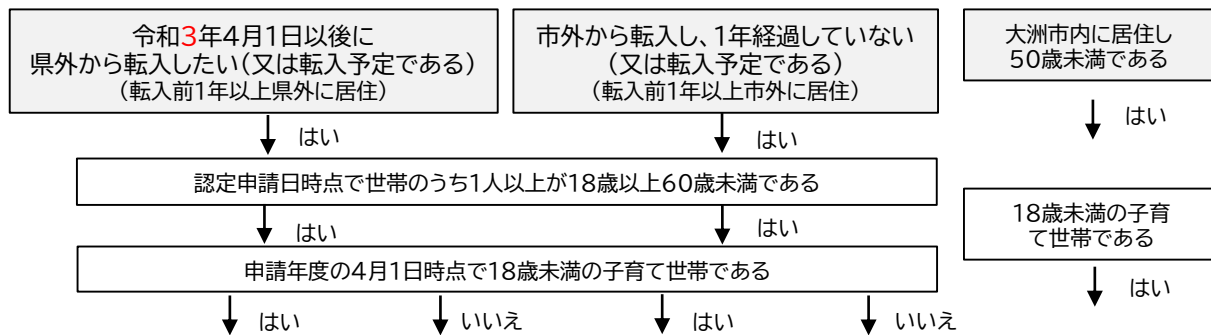 令和3年4月1日以後に
県外から転入したい(又は転入予定である)
(転入前1年以上県外に居住)
市外から転入し、1年経過していない
(又は転入予定である)
(転入前1年以上市外に居住)
大洲市内に居住し
50歳未満である
はい
はい
はい
認定申請日時点で世帯のうち1人以上が18歳以上60歳未満である
18歳未満の子育
て世帯である
はい
はい
申請年度の4月1日時点で18歳未満の子育て世帯である
はい
はい
いいえ
はい
いいえ